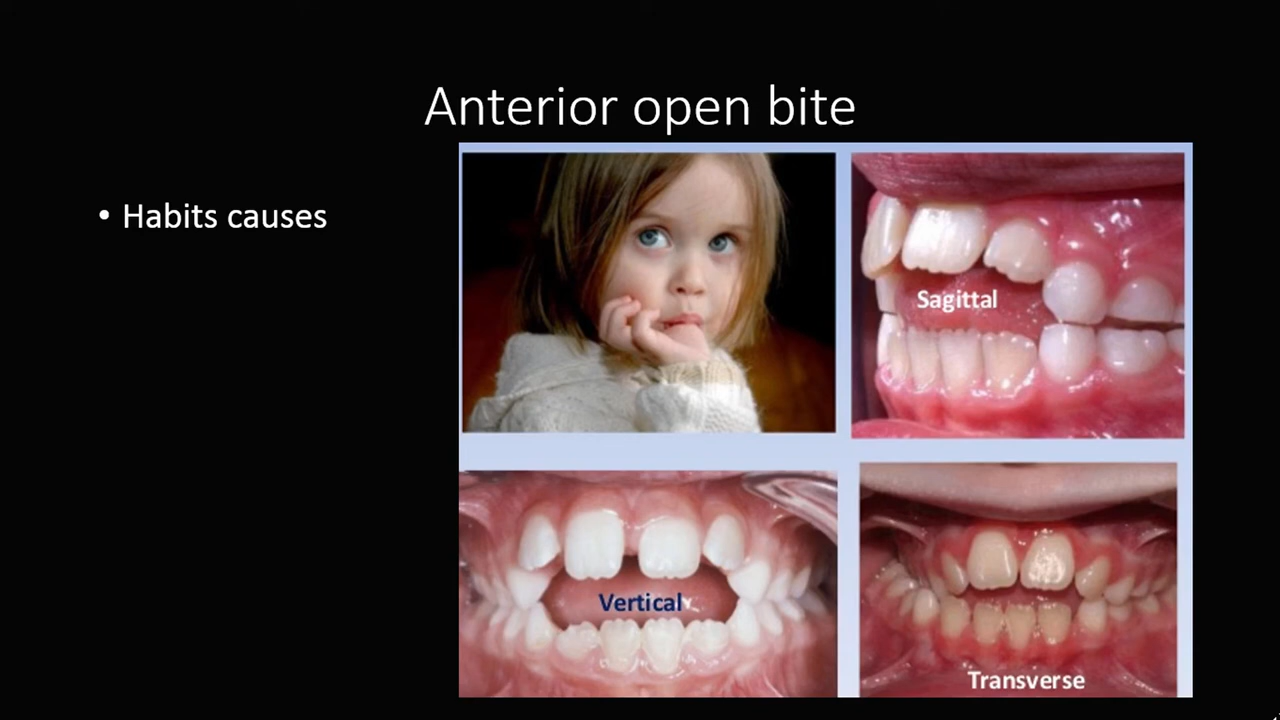 Anterior open bite
• Habits causes
Sagittal
Vertical
Transverse